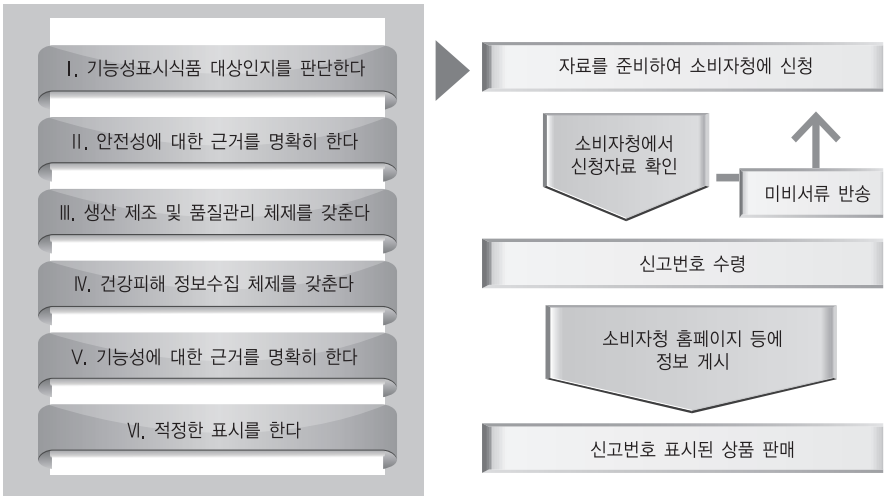 Ⅰ. 기능성표시식품 대상인지를 판단한다
Ⅱ. 안전성에 대한 근거를 명확히 한다
Ⅲ. 생산 제조 및 품질관리 체제를 갖춘다
Ⅳ. 건강피해 정보수집 체제를 갖춘다
Ⅴ. 기능성에 대한 근거를 명확히 한다
Ⅵ. 적정한 표시를 한다
자료를 준비하여 소비자청에 신청
소비자청에서
신청자료 확인
미비서류 반송
신고번호 수령
소비자청 홈페이지 등에
정보 게시
신고번호 표시된 상품 판매